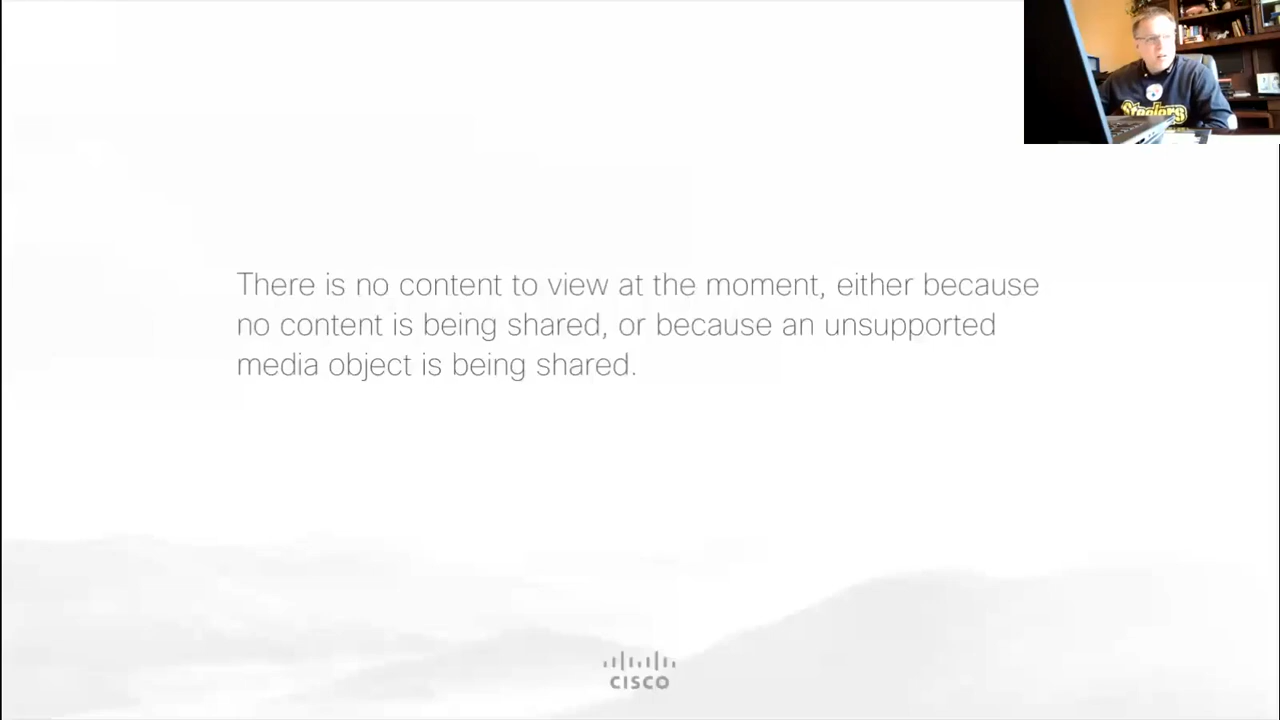 Steelers
There is no content to view at the moment, either because
no content is being shared, or because an unsupported
media object is being shared.
CISCO